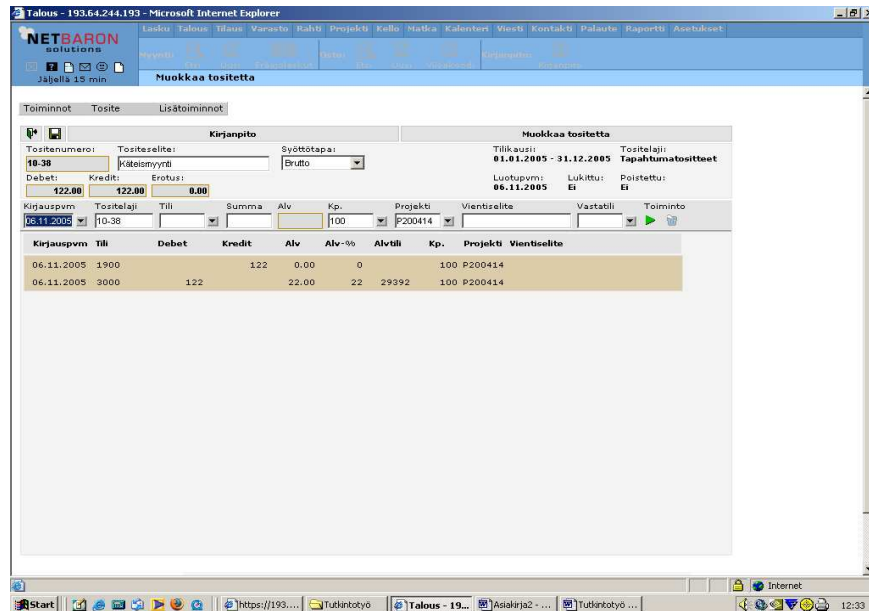 Talous - 193.64.244.193 - Microsoft Internet Explorer
Lasku Talous Tilaus Varasto Rahti Projekti Kello Matka Kalenteri Viesti Kontakti Palaute Raportti Asetukset
NETBARON
solutions
Jäljellä 15 min
Muokkaa tositetta
Toiminnot Tosite Lisätoiminnot
Kirjanpito Muokkaa tositetta
Tositenumero: Tositeselite: Syöttötapa: Tilikausi: Tositelaji:
10-38 Käteismyynti Brutto 01.01.2005 - 31.12.2005 Tapahtumatositteet
Debet: Kredit: Erotus: Luotupvm: Lukittu: Poistettu:
122.00 122.00 0.00 06.11.2005 Ei Ei
Kirjauspvm Tositelaji Tili Summa Alv Kp. Projekti Vientiselite Vastatili Toiminto
06.11.2005 10-38 100 P200414
Kirjauspvm Tili Debet Kredit Alv Alv-% Alvtili Kp. Projekti Vientiselite
06.11.2005 1900 122 0.00 0 100 P200414
06.11.2005 3000 122 22.00 22 29392 100 P200414
Internet
Start https://193.... Tutkintotyö Talous - 19... Asiakirja2 - ... Tutkintotyö ... 12:33